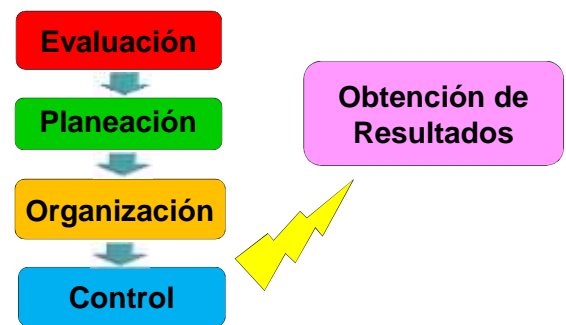 Evaluación
Planeación
Organización
Control
Obtención de
Resultados